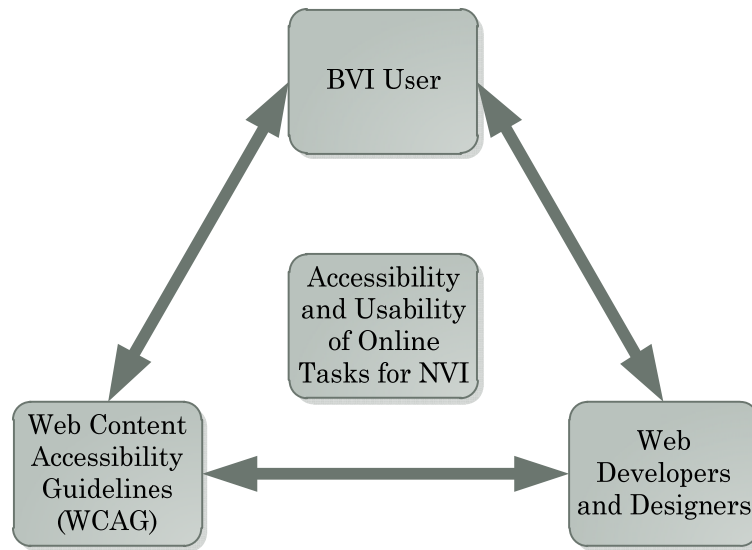 BVI User
Accessibility
and Usability
of Online
Tasks for NVI
Web Content
Accessibility
Guidelines
(WCAG)
Web
Developers
and Designers